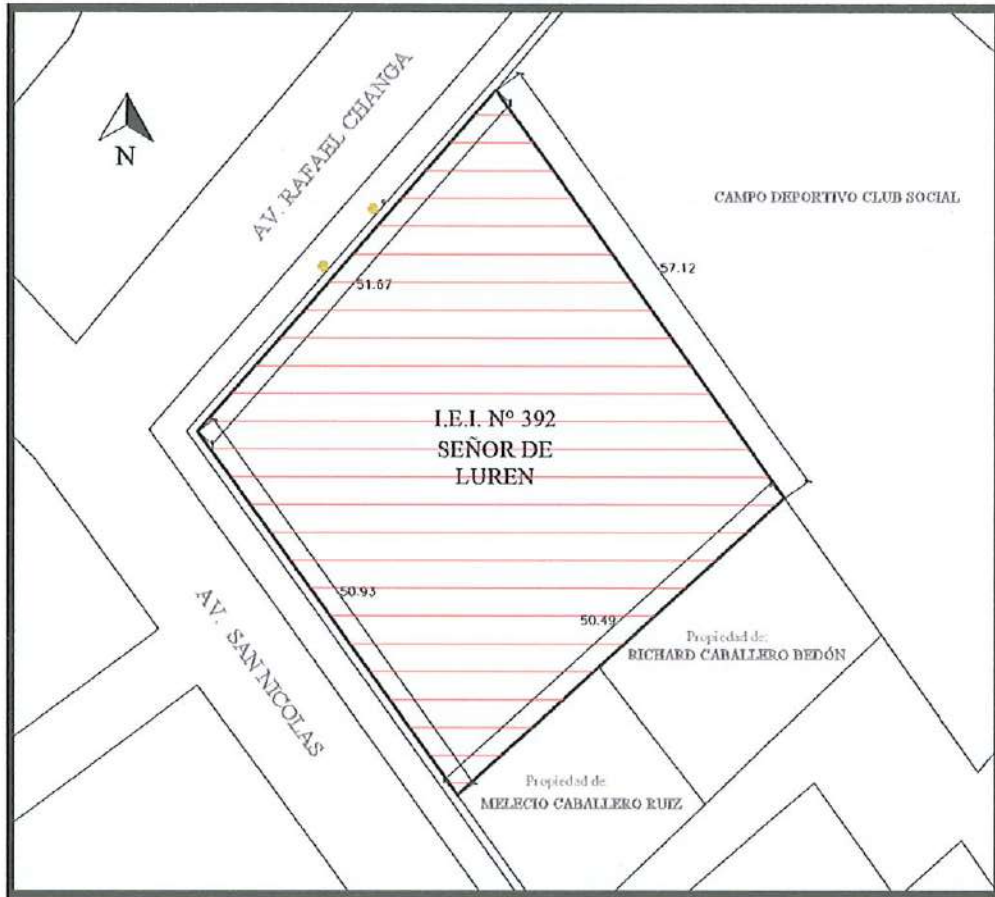 AV. RAFAEL CHANGA
N
CAMPO DEPORTIVO CLUB SOCIAL
57.12
51.67
I.E.I. Nº 392
SEÑOR DE
LUREN
50.93
50.49
AV. SAN NICOLAS
Propiedad de:
RICHARD CABALLERO BEDÓN
Propiedad de:
MELECIO CABALLERO RUIZ